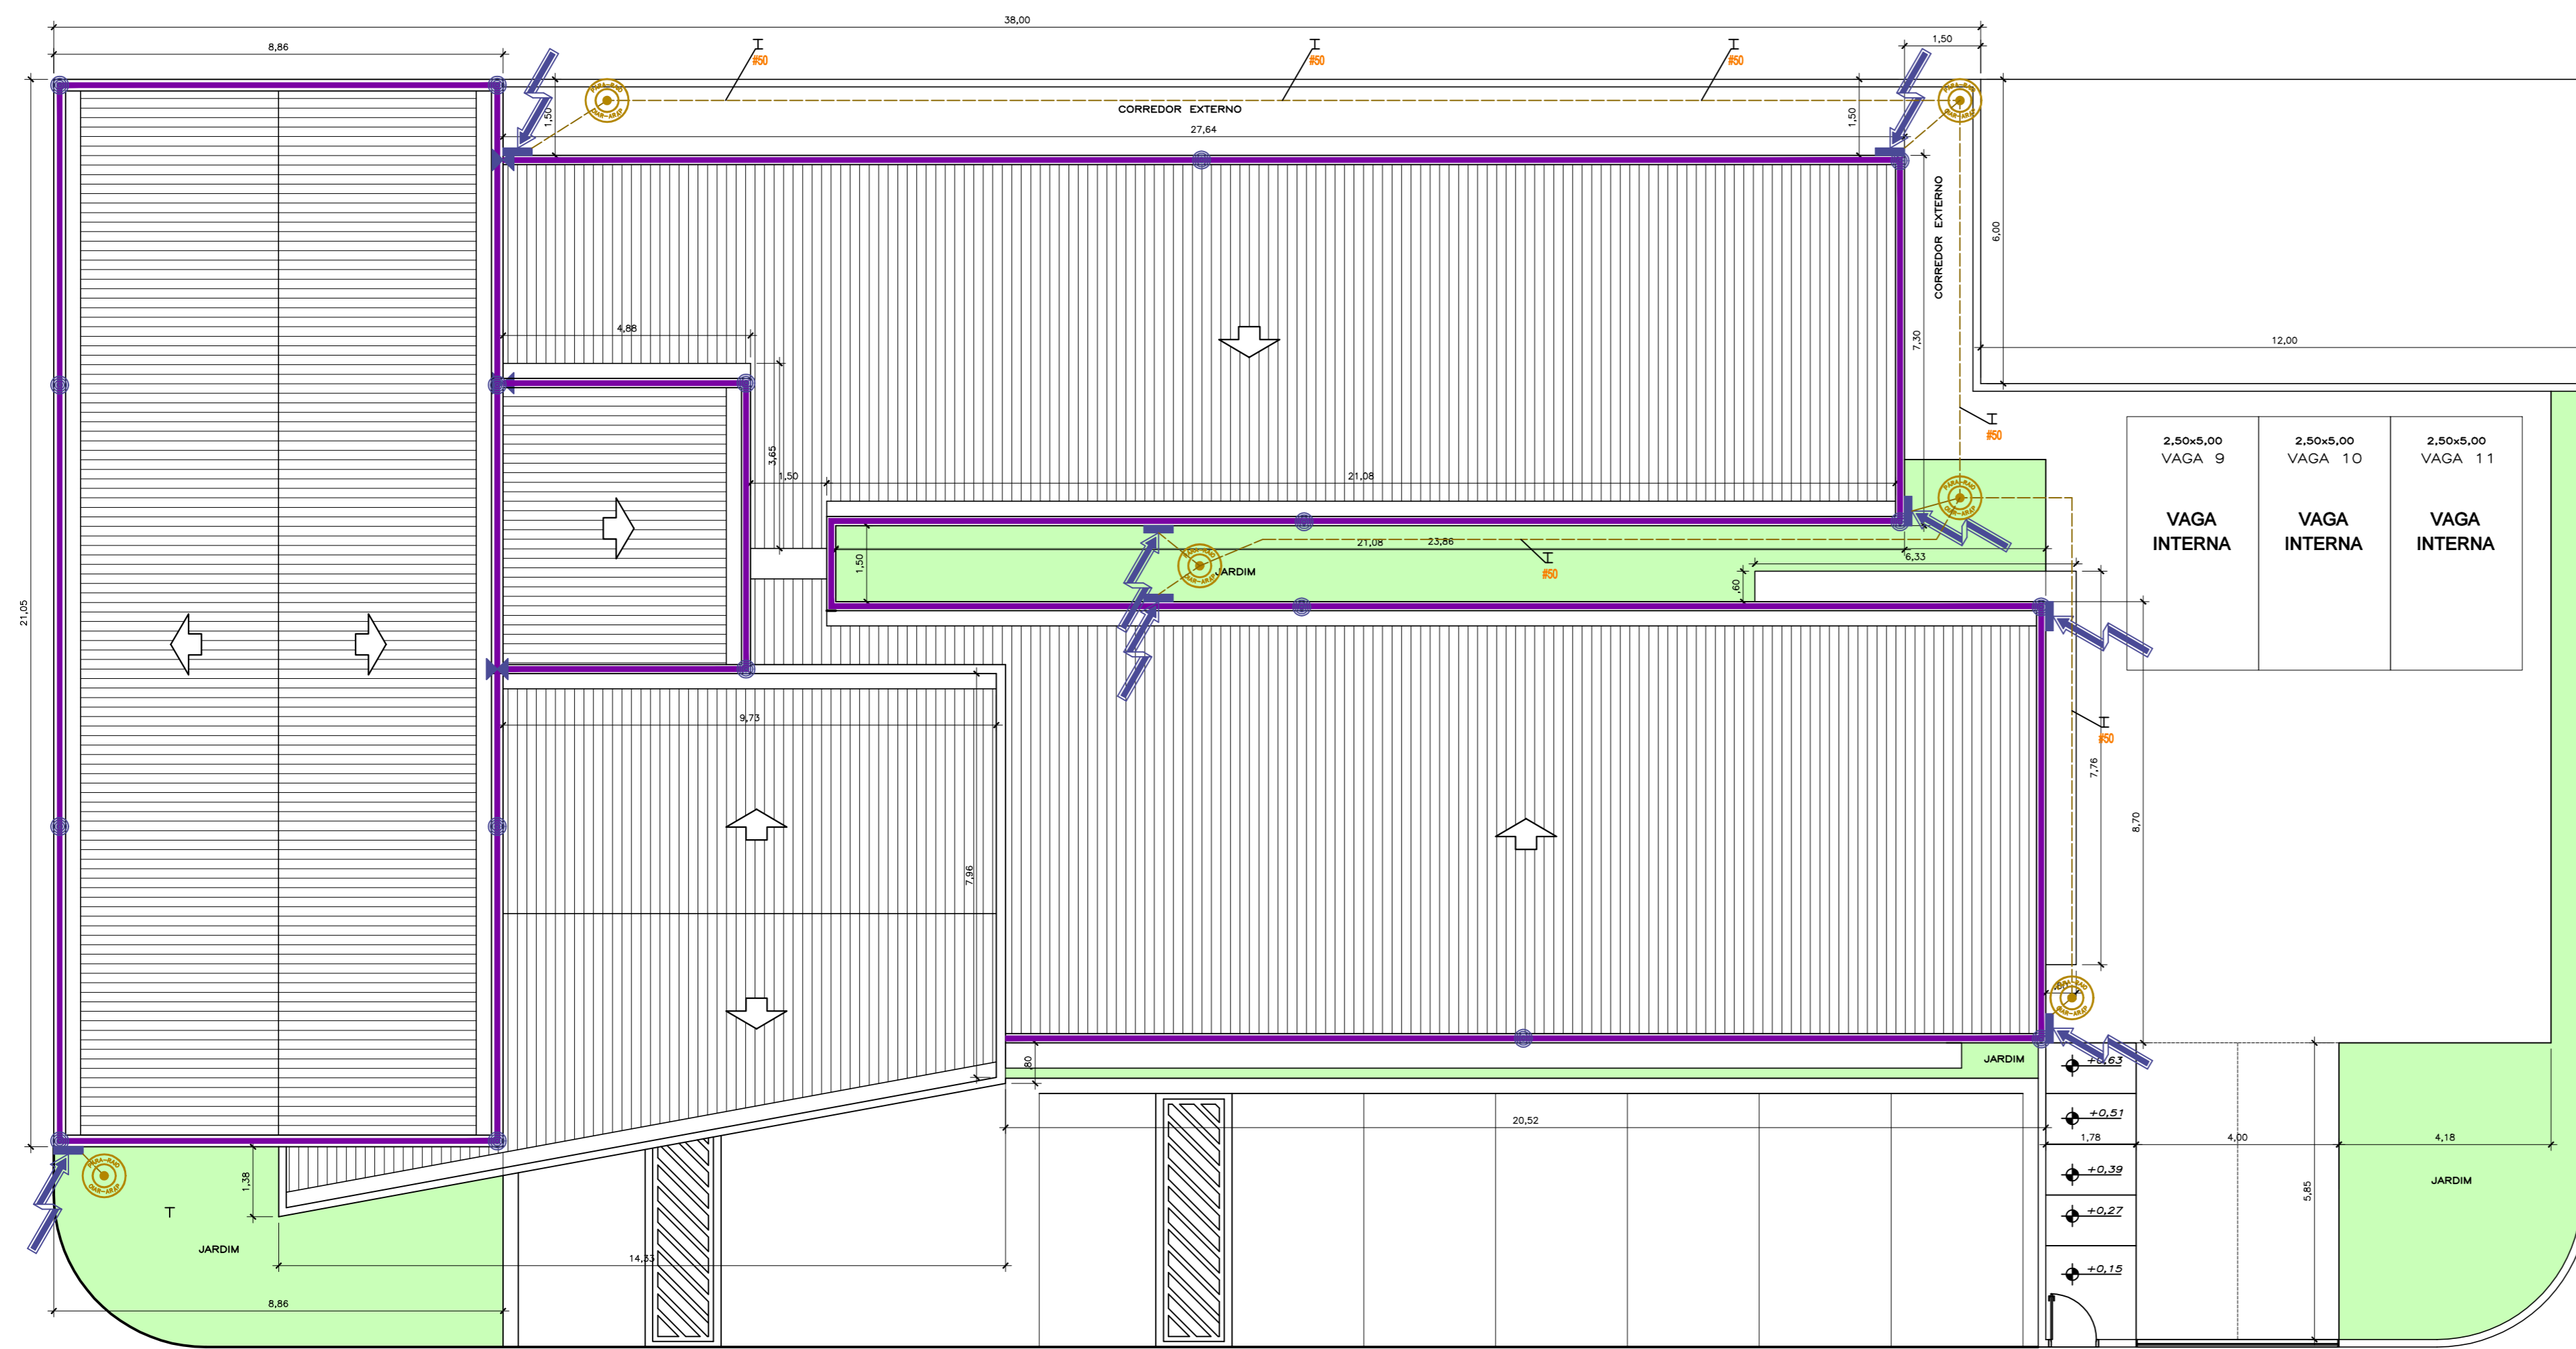 38,00
8,86
1,50
#50
#50
#50
1,50
1,50
CORREDOR EXTERNO
27,64
CORREDOR EXTERNO
6,00
4,88
7,30
12,00
#50
2,50x5,00
VAGA 9
2,50x5,00
VAGA 10
2,50x5,00
VAGA 11
3,65
1,50
21,08
PARA-RAIO
VAGA
INTERNA
VAGA
INTERNA
VAGA
INTERNA
21,08
23,86
1,50
JARDIM
#50
6,33
,60
21,05
9,73
#50
7,76
8,70
7,96
,80
JARDIM
+0,63
+0,51
20,52
1,78
4,00
4,18
1,38
+0,39
JARDIM
5,85
T
+0,27
JARDIM
14,33
+0,15
8,86